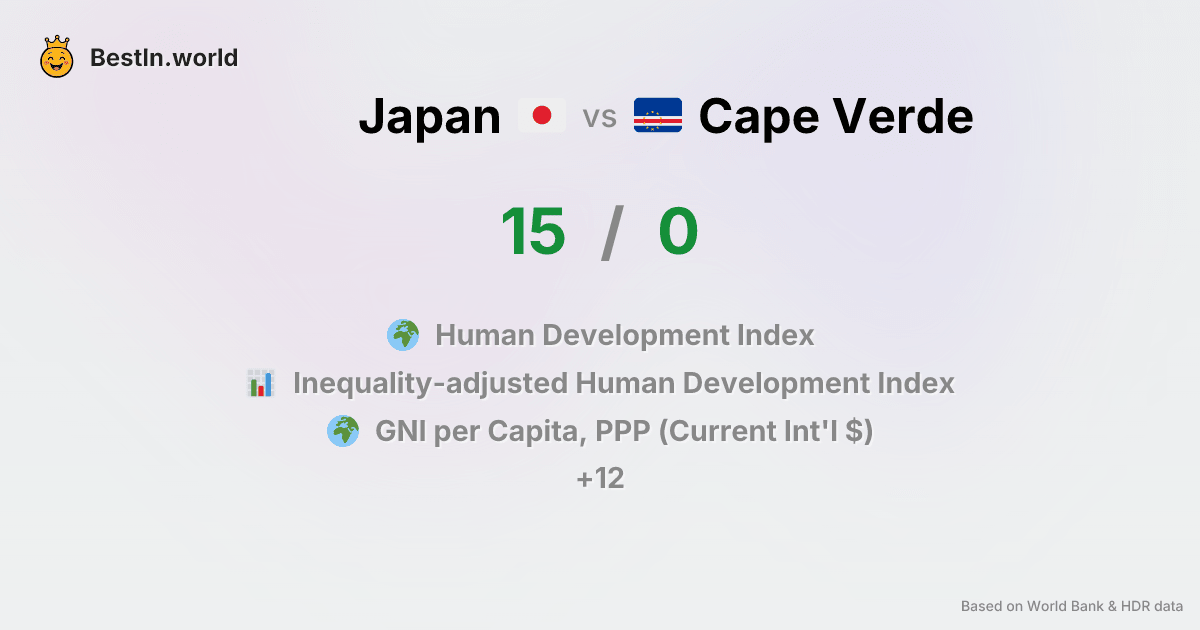 BestIn.world
Japan vs Cape Verde
15 / 0
Human Development Index
Inequality-adjusted Human Development Index
GNI per Capita, PPP (Current Int'l $)
+12
Based on World Bank & HDR data